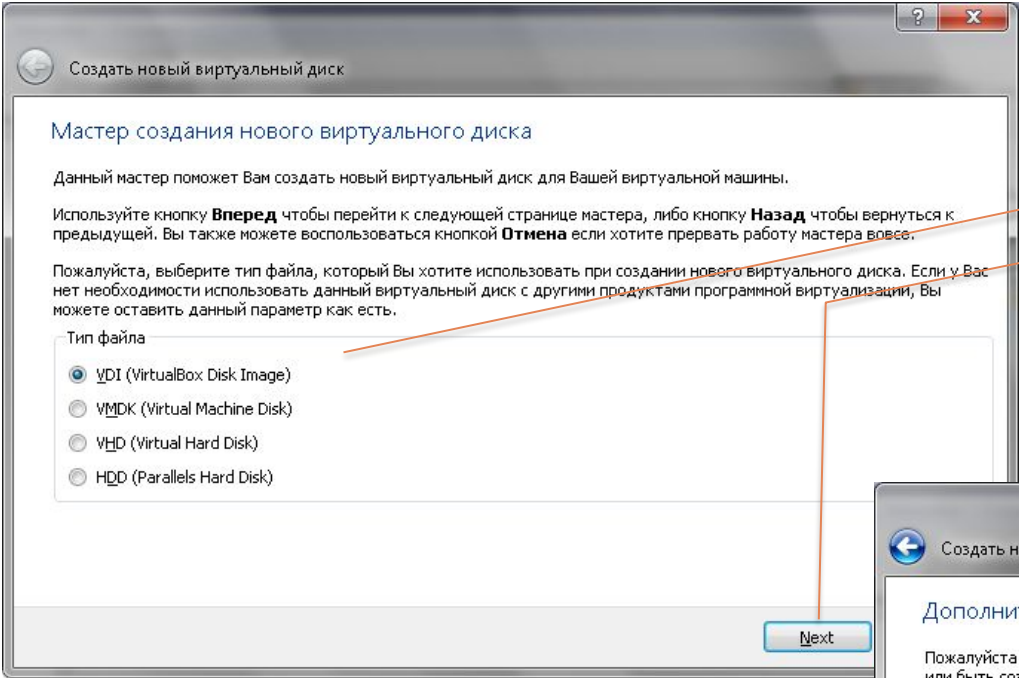 Создать новый виртуальный диск
Мастер создания нового виртуального диска
Данный мастер поможет Вам создать новый виртуальный диск для Вашей виртуальной машины.
Используйте кнопку Вперед чтобы перейти к следующей странице мастера, либо кнопку Назад чтобы вернуться к
предыдущей. Вы также можете воспользоваться кнопкой Отмена если хотите прервать работу мастера вовсе.
Пожалуйста, выберите тип файла, который Вы хотите использовать при создании нового виртуального диска. Если у Вас
нет необходимости использовать данный виртуальный диск с другими продуктами программной виртуализации, Вы
можете оставить данный параметр как есть.
Тип файла
VDI (VirtualBox Disk Image)
VMDK (Virtual Machine Disk)
VHD (Virtual Hard Disk)
HDD (Parallels Hard Disk)
Next
Создать
Пожалуйста
или быть